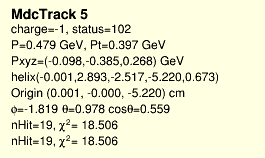 MdcTrack 5
charge=-1, status=102
P=0.479 GeV, Pt=0.397 GeV
Pxyz=(-0.098,-0.385,0.268) GeV
helix(-0.001,2.893,-2.517,-5.220,0.673)
Origin (0.001, -0.000, -5.220) cm
ϕ=-1.819 θ=0.978 cosθ=0.559
nHit=19, χ²= 18.506
nHit=19, χ²= 18.506